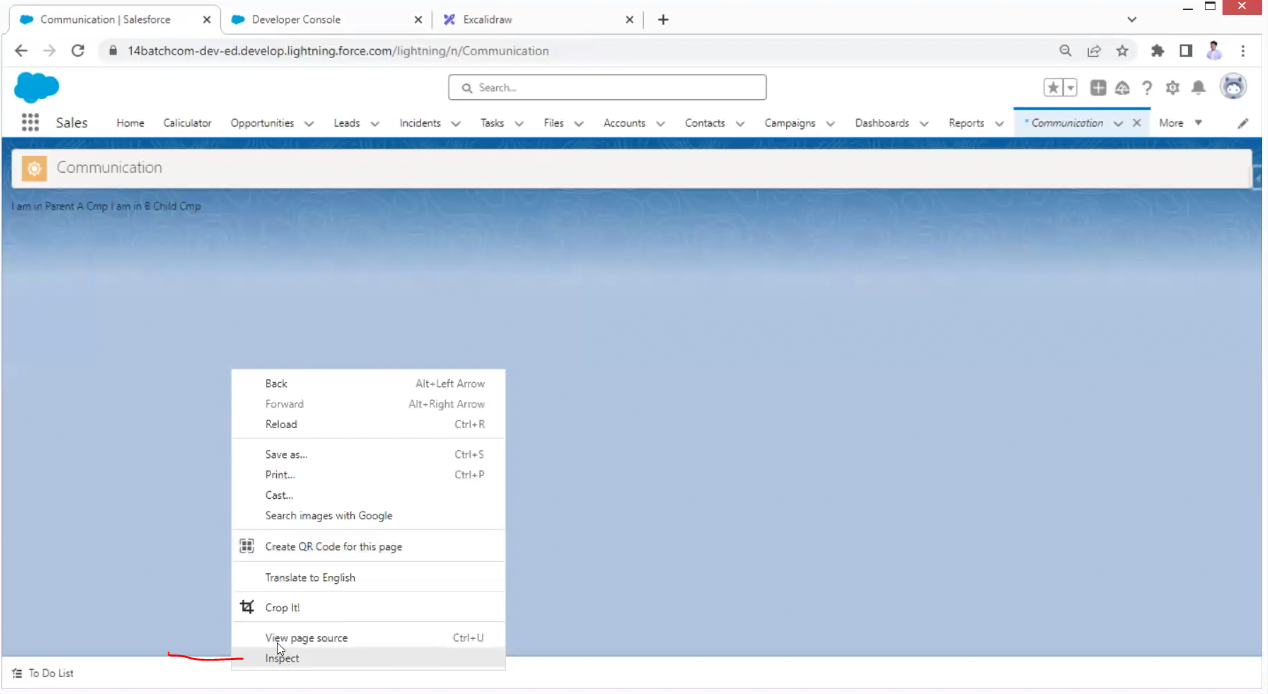 Communication | Salesforce
Developer Console
Excalidraw
14batchcom-dev-ed.develop.lightning.force.com/lightning/n/Communication
Search...
Sales Home Calculator Opportunities Leads Incidents Tasks Files Accounts Contacts Campaigns Dashboards Reports * Communication More
Communication
I am in Parent A Cmp I am in B Child Cmp
Back Alt+Left Arrow
Forward Alt+Right Arrow
Reload Ctrl+R
Save as... Ctrl+S
Print... Ctrl+P
Cast...
Search images with Google
Create QR Code for this page
Translate to English
Crop It!
View page source Ctrl+U
Inspect
To Do List